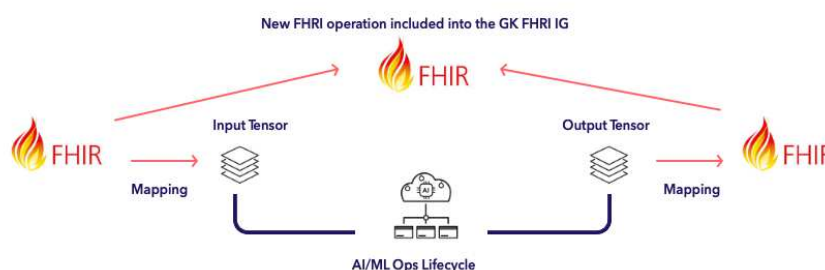 New FHRI operation included into the GK FHRI IG
FHIR
FHIR
Input Tensor
Output Tensor
FHIR
Mapping
Mapping
AI
AI/ML Ops Lifecycle